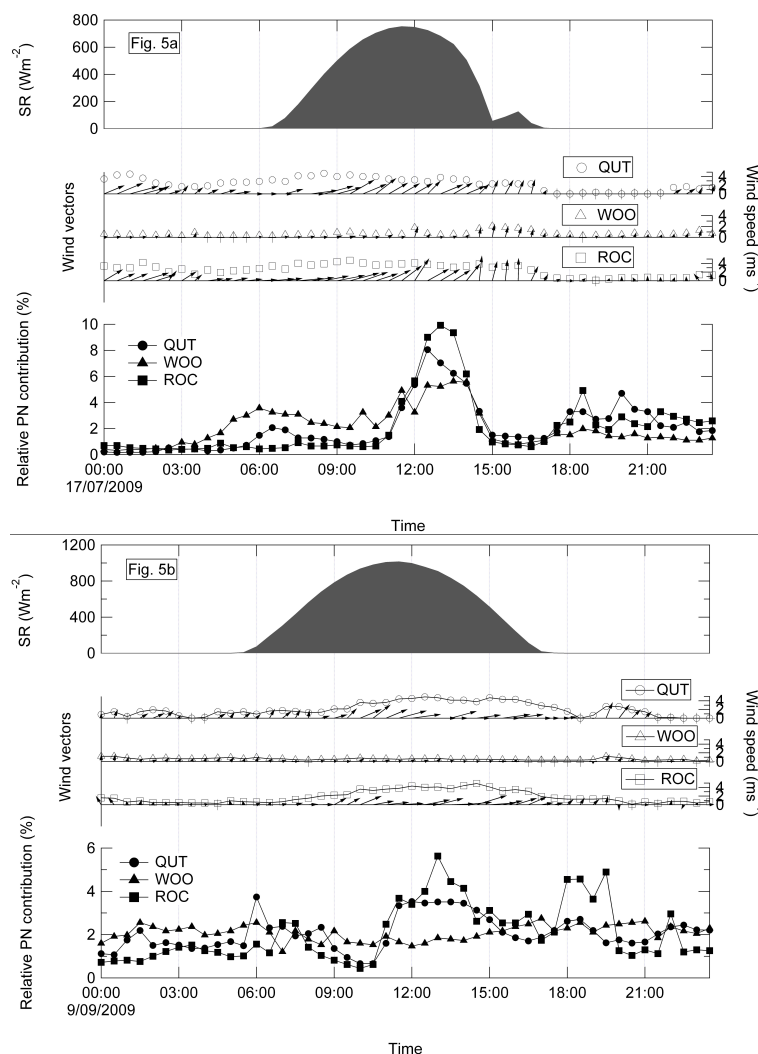 800
600
400
200
0
SR (Wm-2)
Fig. 5a
QUT
WOO
ROC
4
2
0
4
2
0
4
2
0
Wind vectors
Wind speed (ms
Relative PN contribution (%)
10
8
6
4
2
0
QUT
WOO
ROC
00:00 03:00 06:00 09:00 12:00 15:00 18:00 21:00
17/07/2009
Time
1200
800
400
0
SR (Wm-2)
Fig. 5b
QUT
WOO
ROC
4
2
0
4
2
0
4
2
0
Wind vectors
Wind speed (ms
Relative PN contribution (%)
6
4
2
0
QUT
WOO
ROC
00:00 03:00 06:00 09:00 12:00 15:00 18:00 21:00
9/09/2009
Time